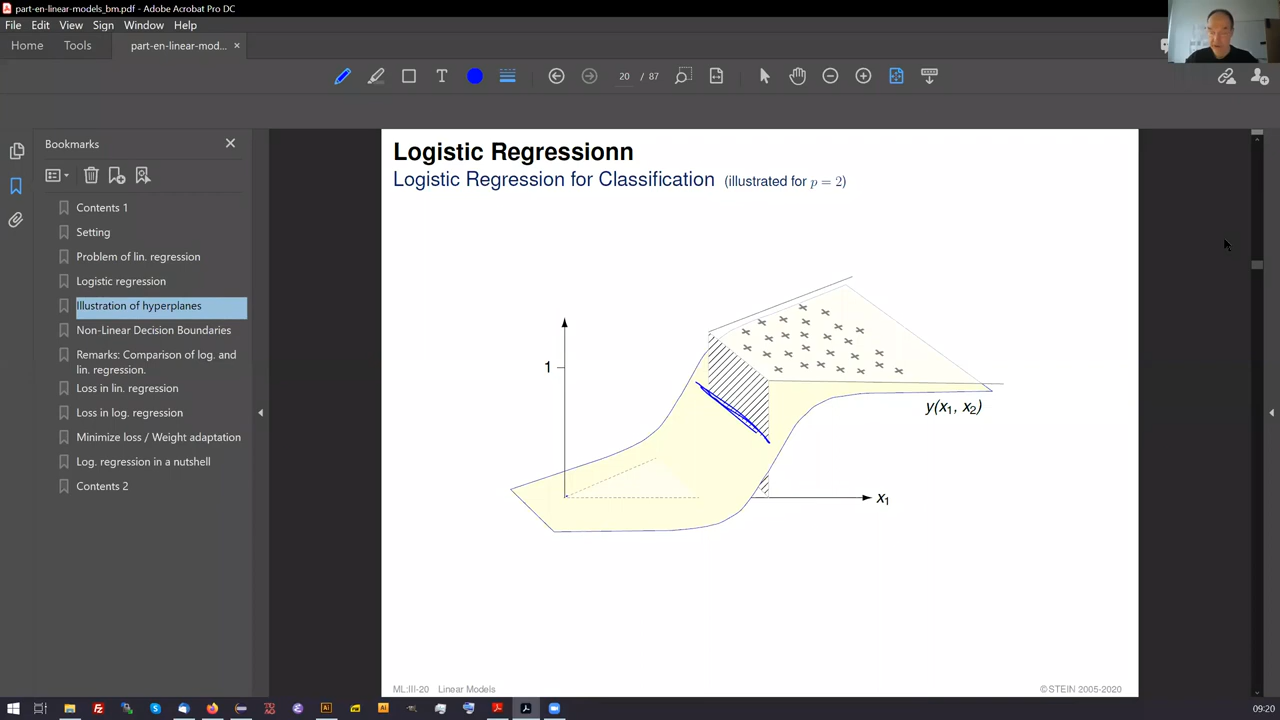 part-en-linear-models_bm.pdf - Adobe Acrobat Pro DC
File Edit View Sign Window Help
Home Tools part-en-linear-mod... ×
20 / 87
Bookmarks
Contents 1
Setting
Problem of lin. regression
Logistic regression
Illustration of hyperplanes
Non-Linear Decision Boundaries
Remarks: Comparison of log. and
lin. regression.
Loss in lin. regression
Loss in log. regression
Minimize loss / Weight adaptation
Log. regression in a nutshell
Contents 2
Logistic Regressionn
Logistic Regression for Classification (illustrated for p = 2)
1
y(x₁, x₂)
x₁
ML:III-20 Linear Models
©STEIN 2005-2020
09:20